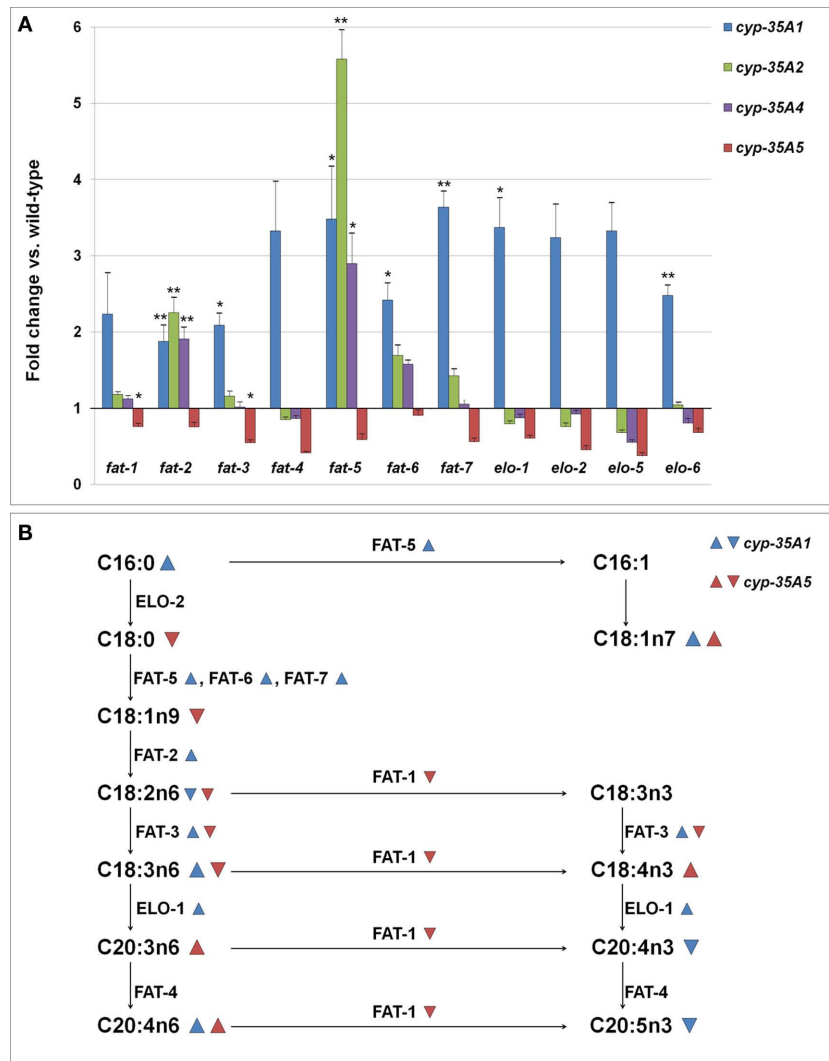 A
Fold change vs. wild-type
6
5
4
3
2
1
0
** ** ** * * * * ** * * ** * * **
fat-1 fat-2 fat-3 fat-4 fat-5 fat-6 fat-7 elo-1 elo-2 elo-5 elo-6
cyp-35A1
cyp-35A2
cyp-35A4
cyp-35A5
B
C16:0 FAT-5 C16:1
cyp-35A1
cyp-35A5
ELO-2
C18:0 C18:1n7
FAT-5 , FAT-6 , FAT-7
C18:1n9
FAT-2
C18:2n6 FAT-1 C18:3n3
FAT-3 FAT-3
C18:3n6 FAT-1 C18:4n3
ELO-1 ELO-1
C20:3n6 FAT-1 C20:4n3
FAT-4 FAT-4
C20:4n6 FAT-1 C20:5n3